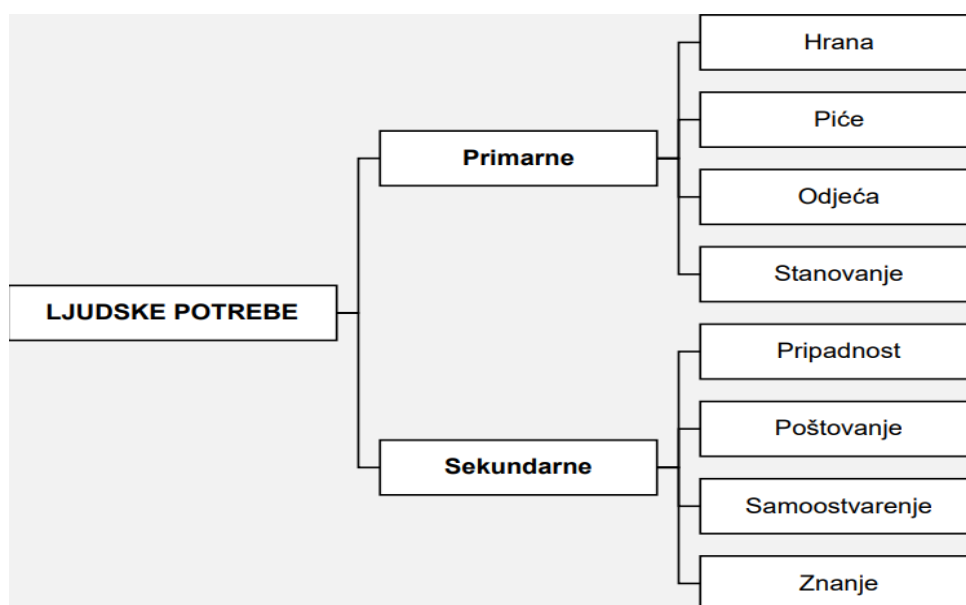 LJUDSKE POTREBE
Primarne
Hrana
Piće
Odjeća
Stanovanje
Sekundarne
Pripadnost
Poštovanje
Samoostvarenje
Znanje